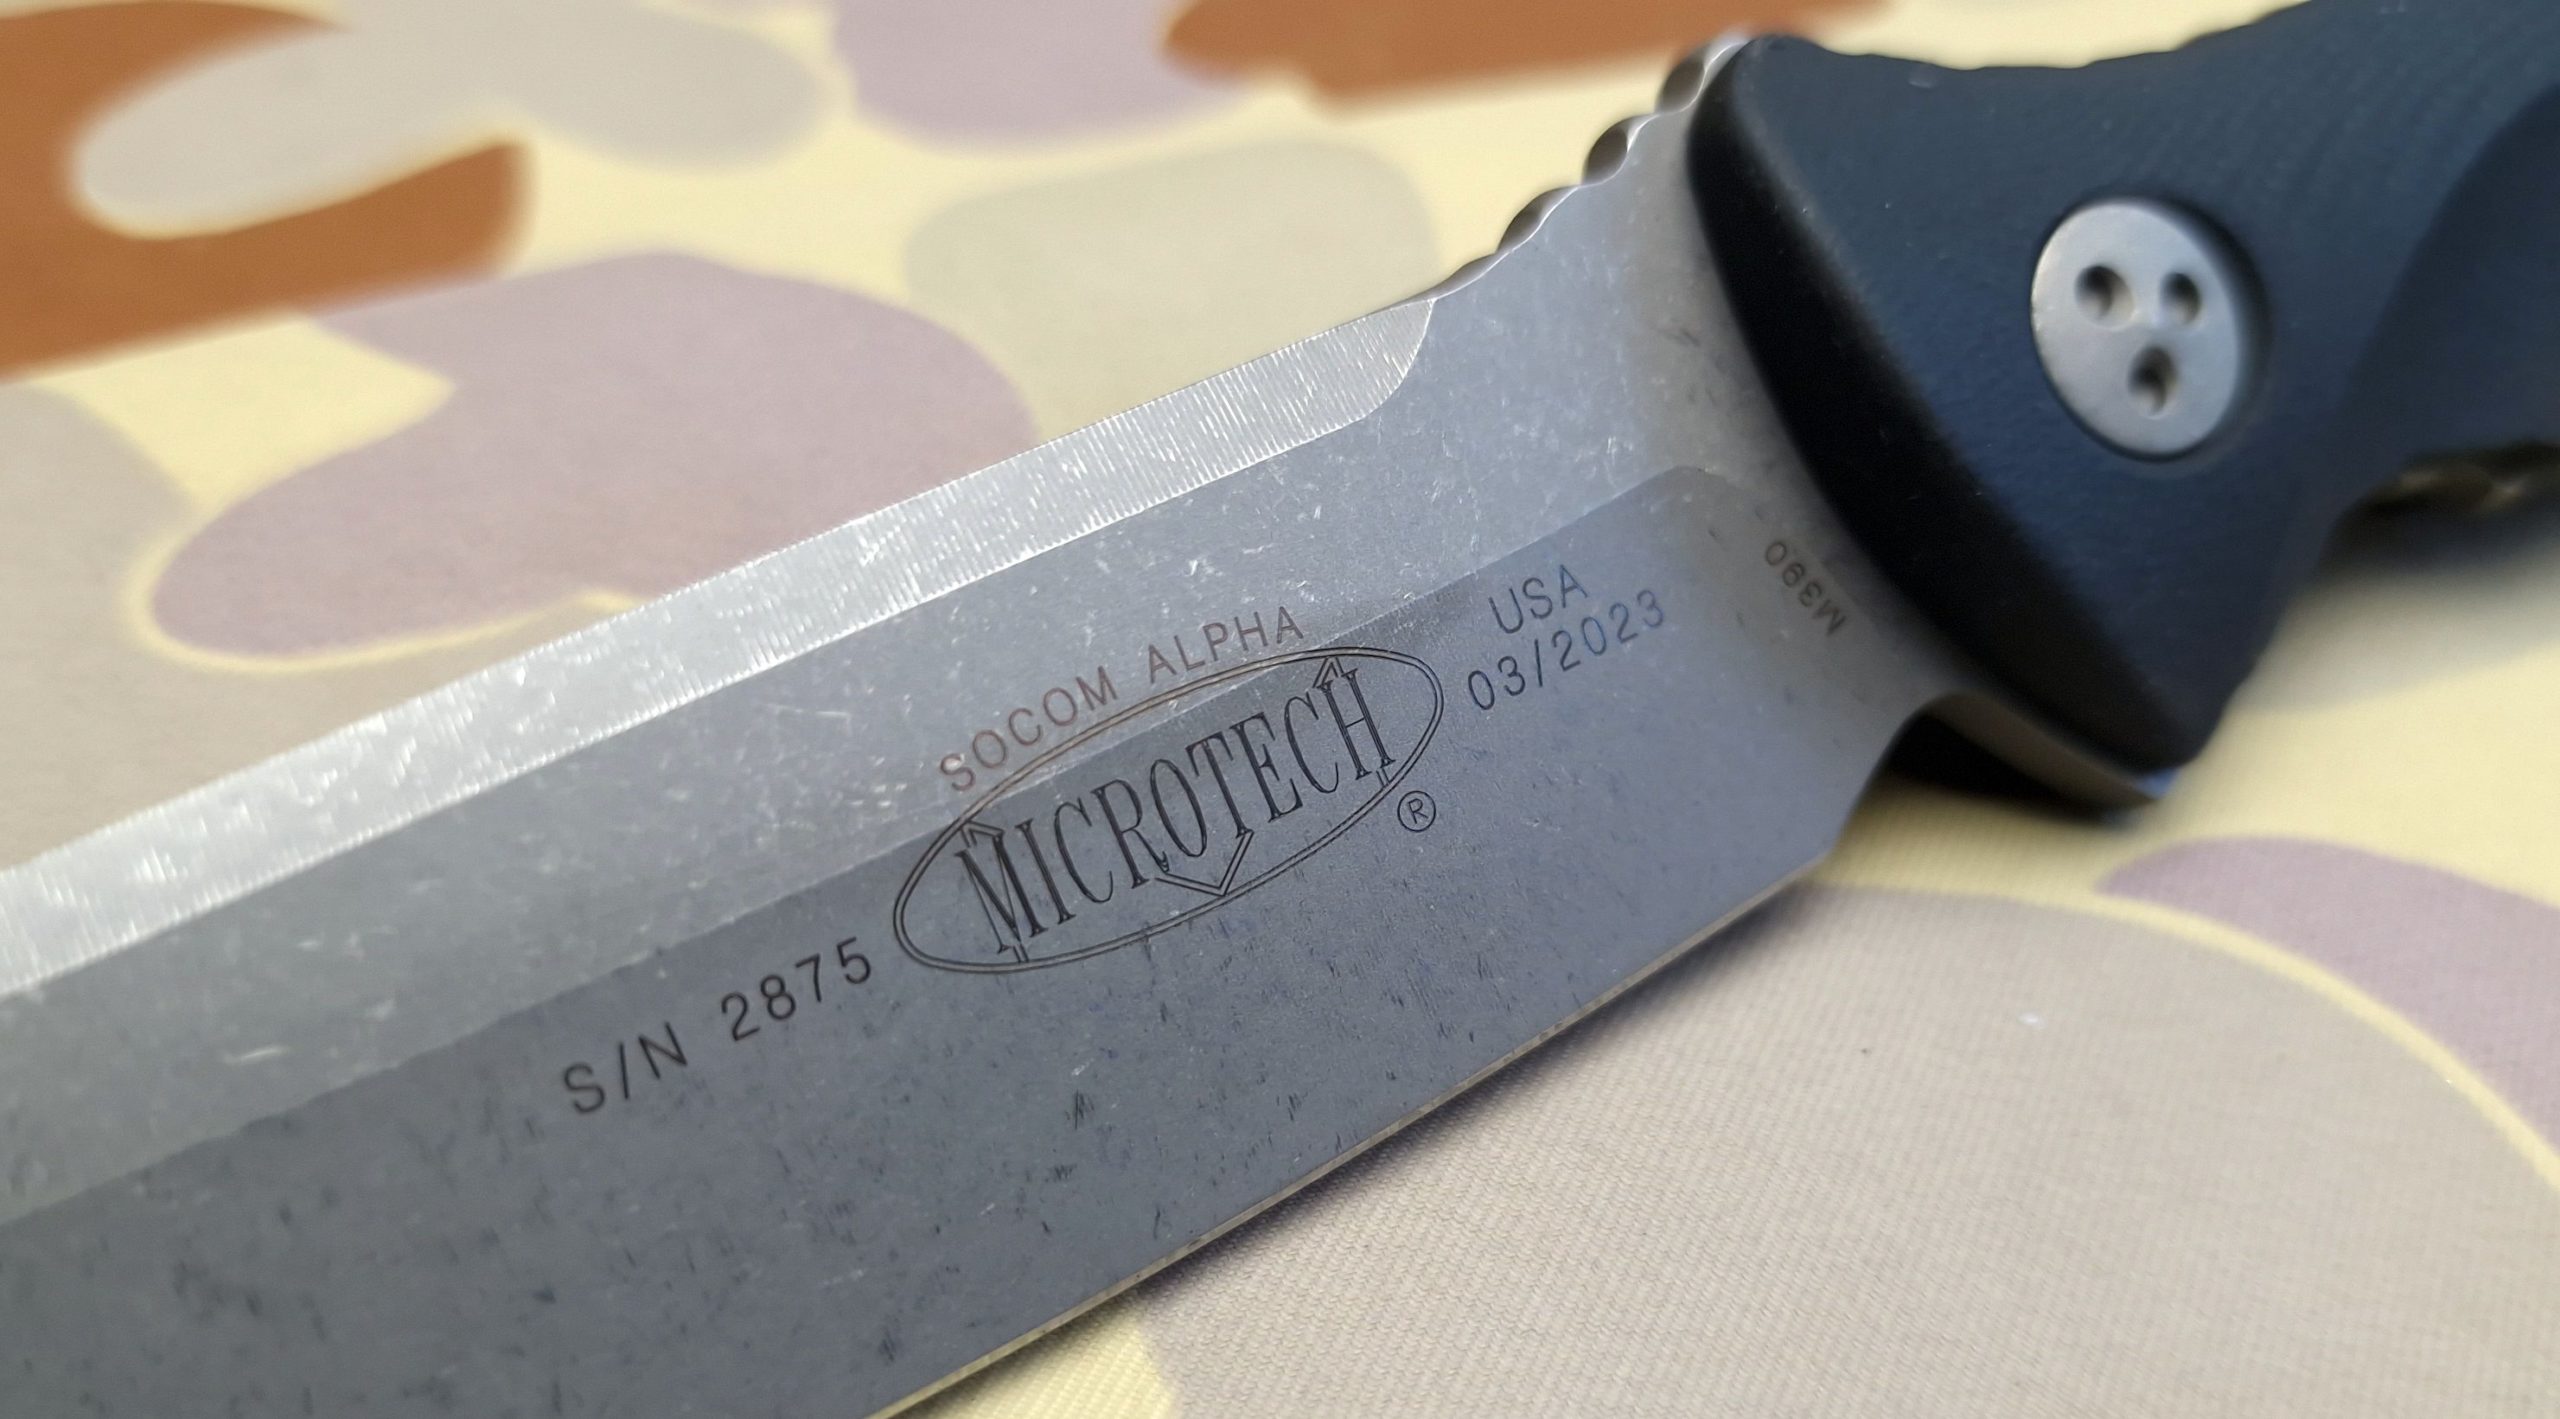 SOCOM ALPHA
MICROTECH
®
S/N 2875
USA
03/2023
M390